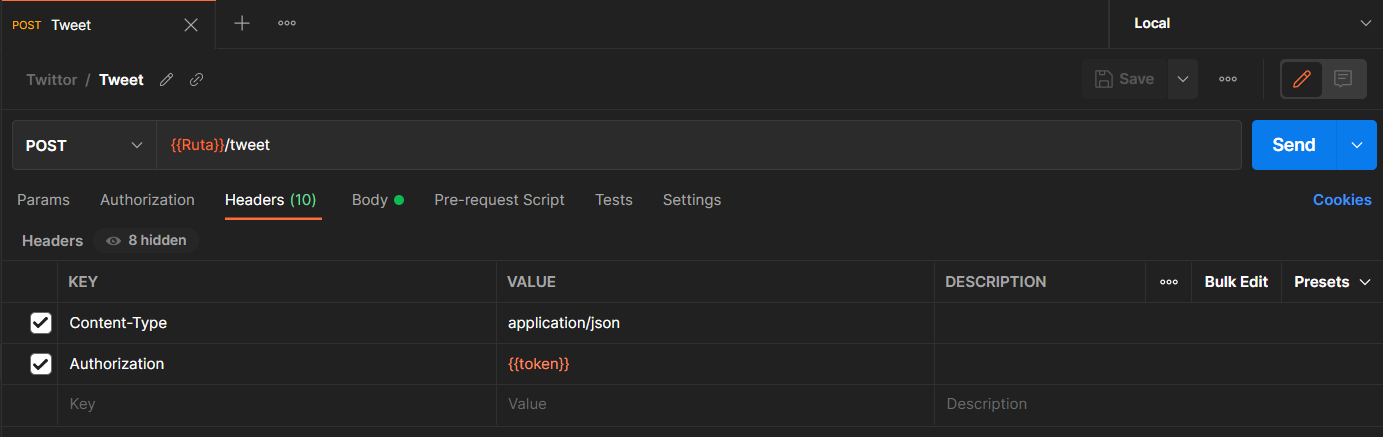 POST Tweet
Local
Twittor / Tweet
Save
POST
{{Ruta}}/tweet
Send
Params Authorization Headers (10) Body Pre-request Script Tests Settings Cookies
Headers 8 hidden
KEY VALUE DESCRIPTION Bulk Edit Presets
Content-Type application/json
Authorization {{token}}
Key Value Description